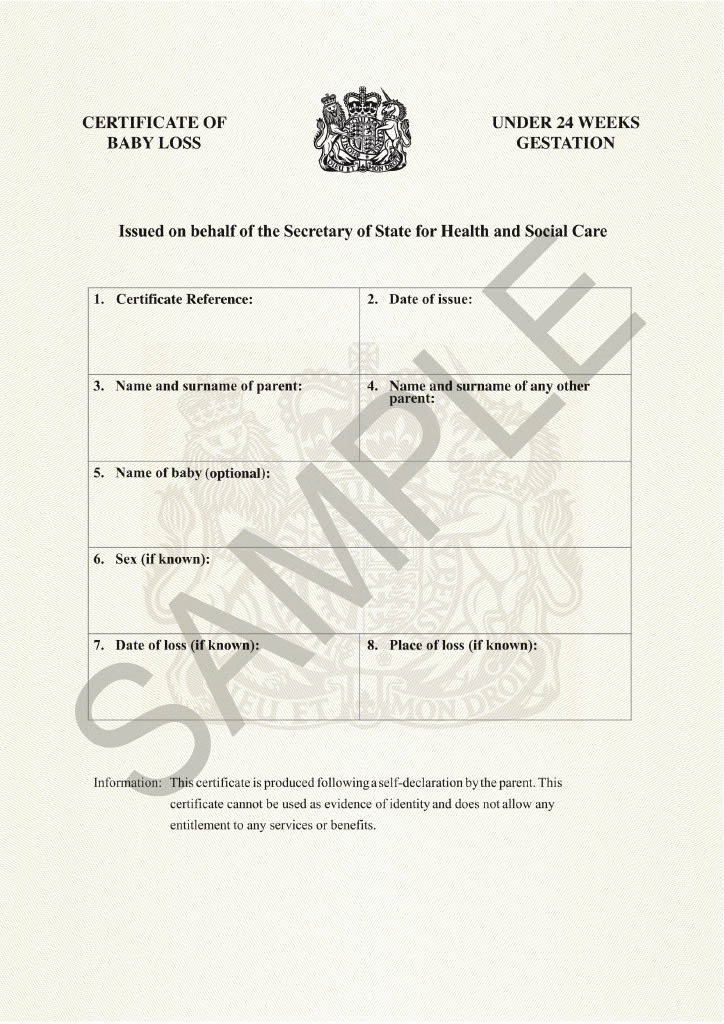 CERTIFICATE OF
BABY LOSS
UNDER 24 WEEKS
GESTATION
Issued on behalf of the Secretary of State for Health and Social Care
1. Certificate Reference:
2. Date of issue:
3. Name and surname of parent:
4. Name and surname of any other
parent:
5. Name of baby (optional):
6. Sex (if known):
7. Date of loss (if known):
8. Place of loss (if known):
SAMPLE
DIEU ET MON DROIT
Information: This certificate is produced following a self-declaration by the parent. This
certificate cannot be used as evidence of identity and does not allow any
entitlement to any services or benefits.